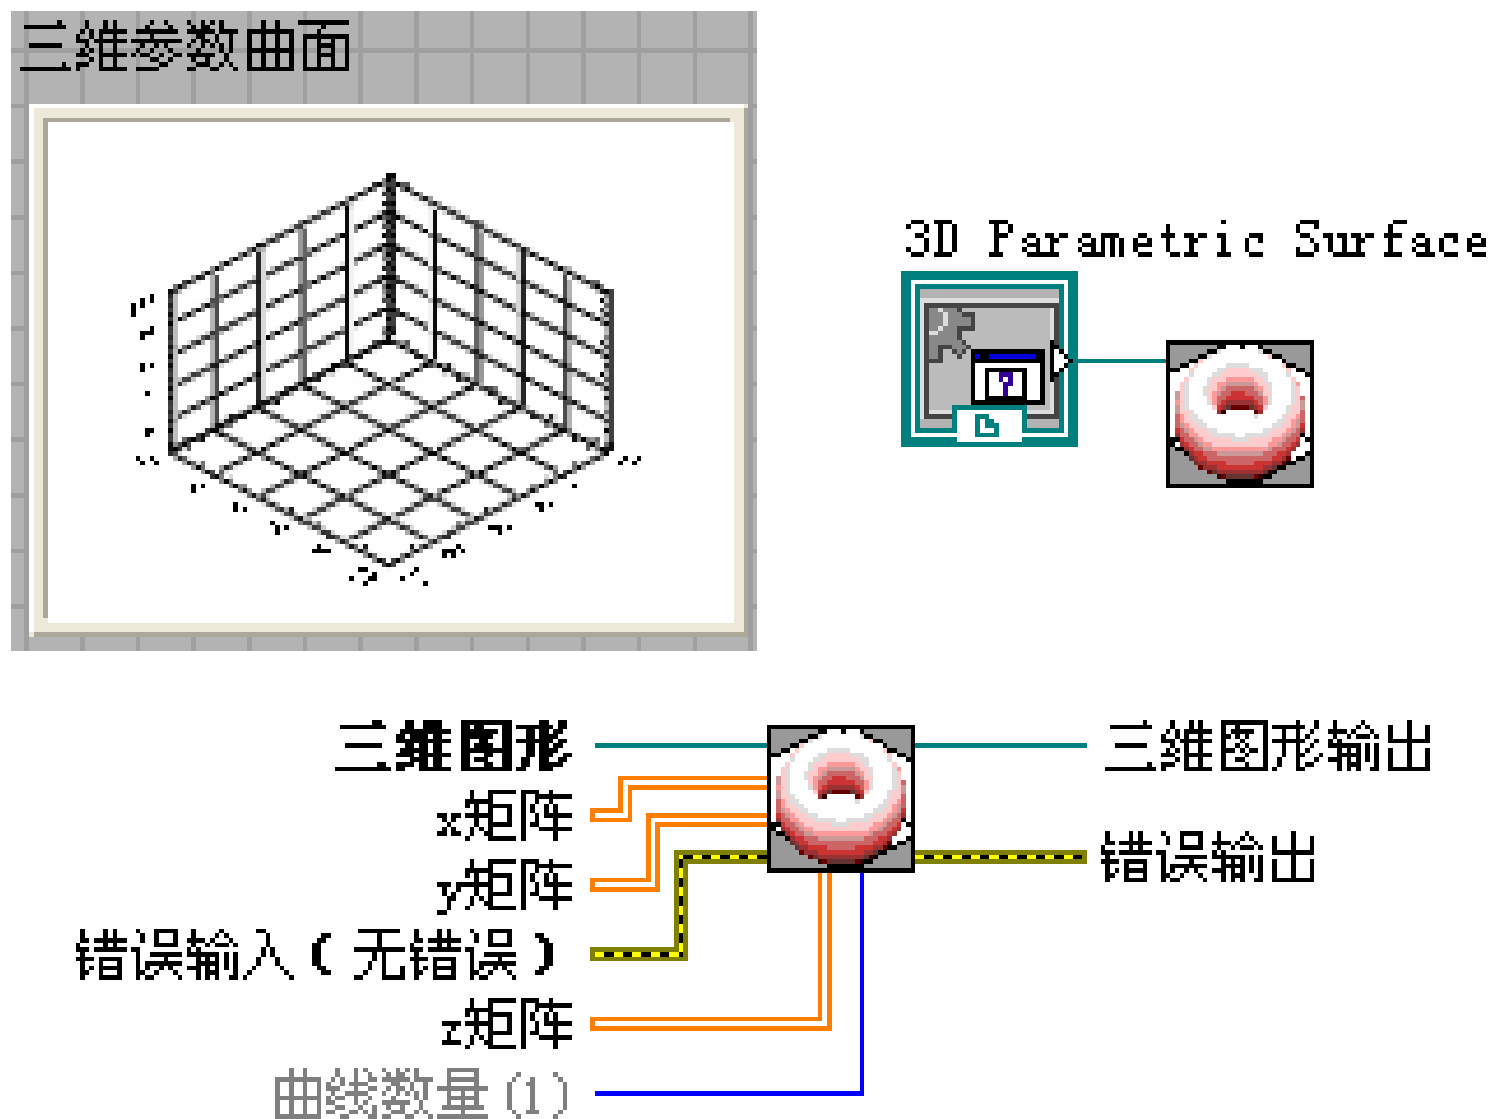 三维参数曲面
3D Parametric Surface
三维图形
x矩阵
y矩阵
错误输入(无错误)
z矩阵
曲线数量(1)
三维图形输出
错误输出